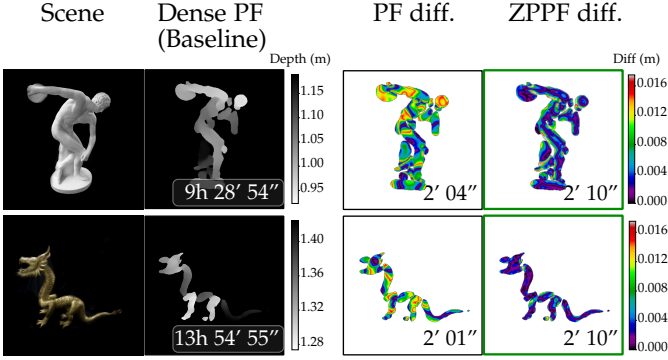 Scene
Dense PF
(Baseline)
PF diff.
ZPPF diff.
Depth (m)
Diff (m)
1.15
1.10
1.05
1.00
0.95
9h 28′ 54″
2′ 04″
2′ 10″
0.016
0.012
0.008
0.004
0.000
1.40
1.36
1.32
1.28
13h 54′ 55″
2′ 01″
2′ 10″
0.016
0.012
0.008
0.004
0.000